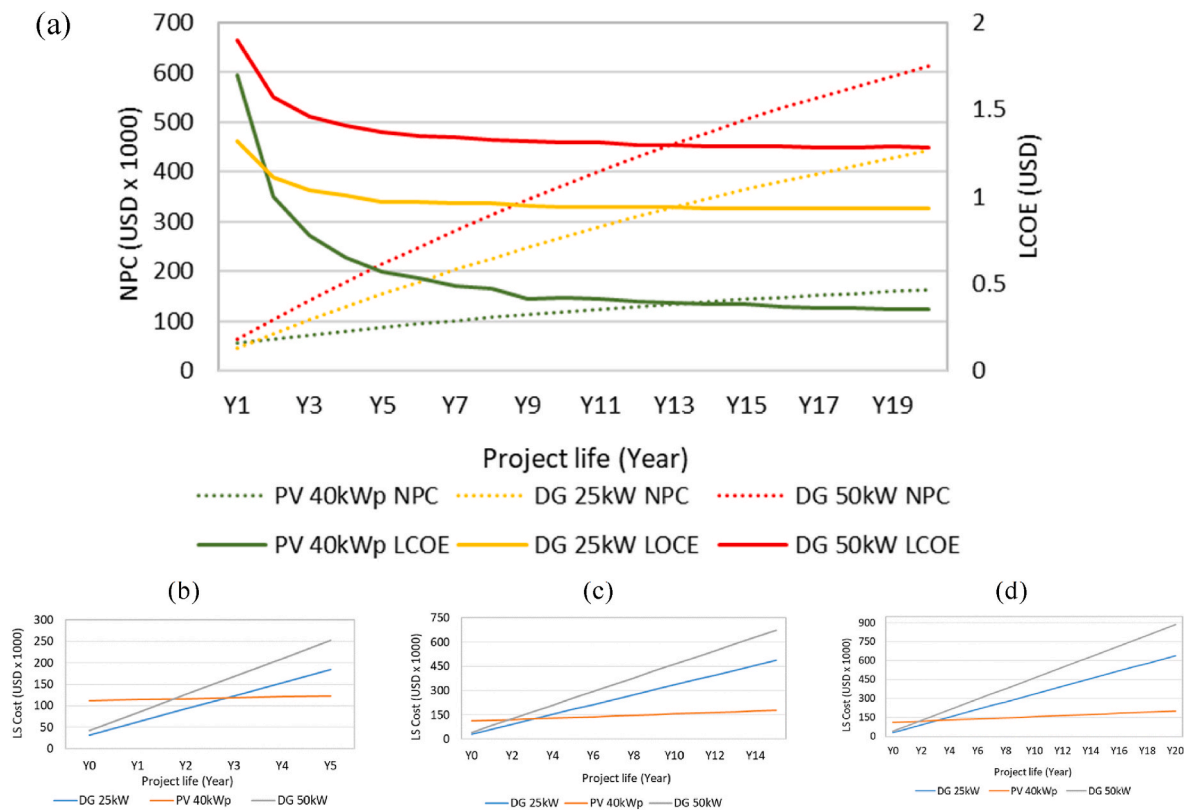 (a)
700
600
500
400
300
200
100
0
NPC (USD x 1000)
2
1.5
1
0.5
0
LCOE (USD)
Y1 Y3 Y5 Y7 Y9 Y11 Y13 Y15 Y17 Y19
Project life (Year)
PV 40kWp NPC DG 25kW NPC DG 50kW NPC
PV 40kWp LCOE DG 25kW LOCE DG 50kW LCOE
(b)
300
250
200
150
100
50
0
LS Cost (USD x 1000)
Y0 Y1 Y2 Y3 Y4 Y5
Project life (Year)
DG 25kW PV 40kWp DG 50kW
(c)
750
600
450
300
150
0
LS Cost (USD x 1000)
Y0 Y2 Y4 Y6 Y8 Y10 Y12 Y14
Project life (Year)
DG 25kW PV 40kWp DG 50kW
(d)
900
750
600
450
300
150
0
LS Cost (USD x 1000)
Y0 Y2 Y4 Y6 Y8 Y10 Y12 Y14 Y16 Y18 Y20
Project life (Year)
DG 25kW PV 40kWp DG 50kW